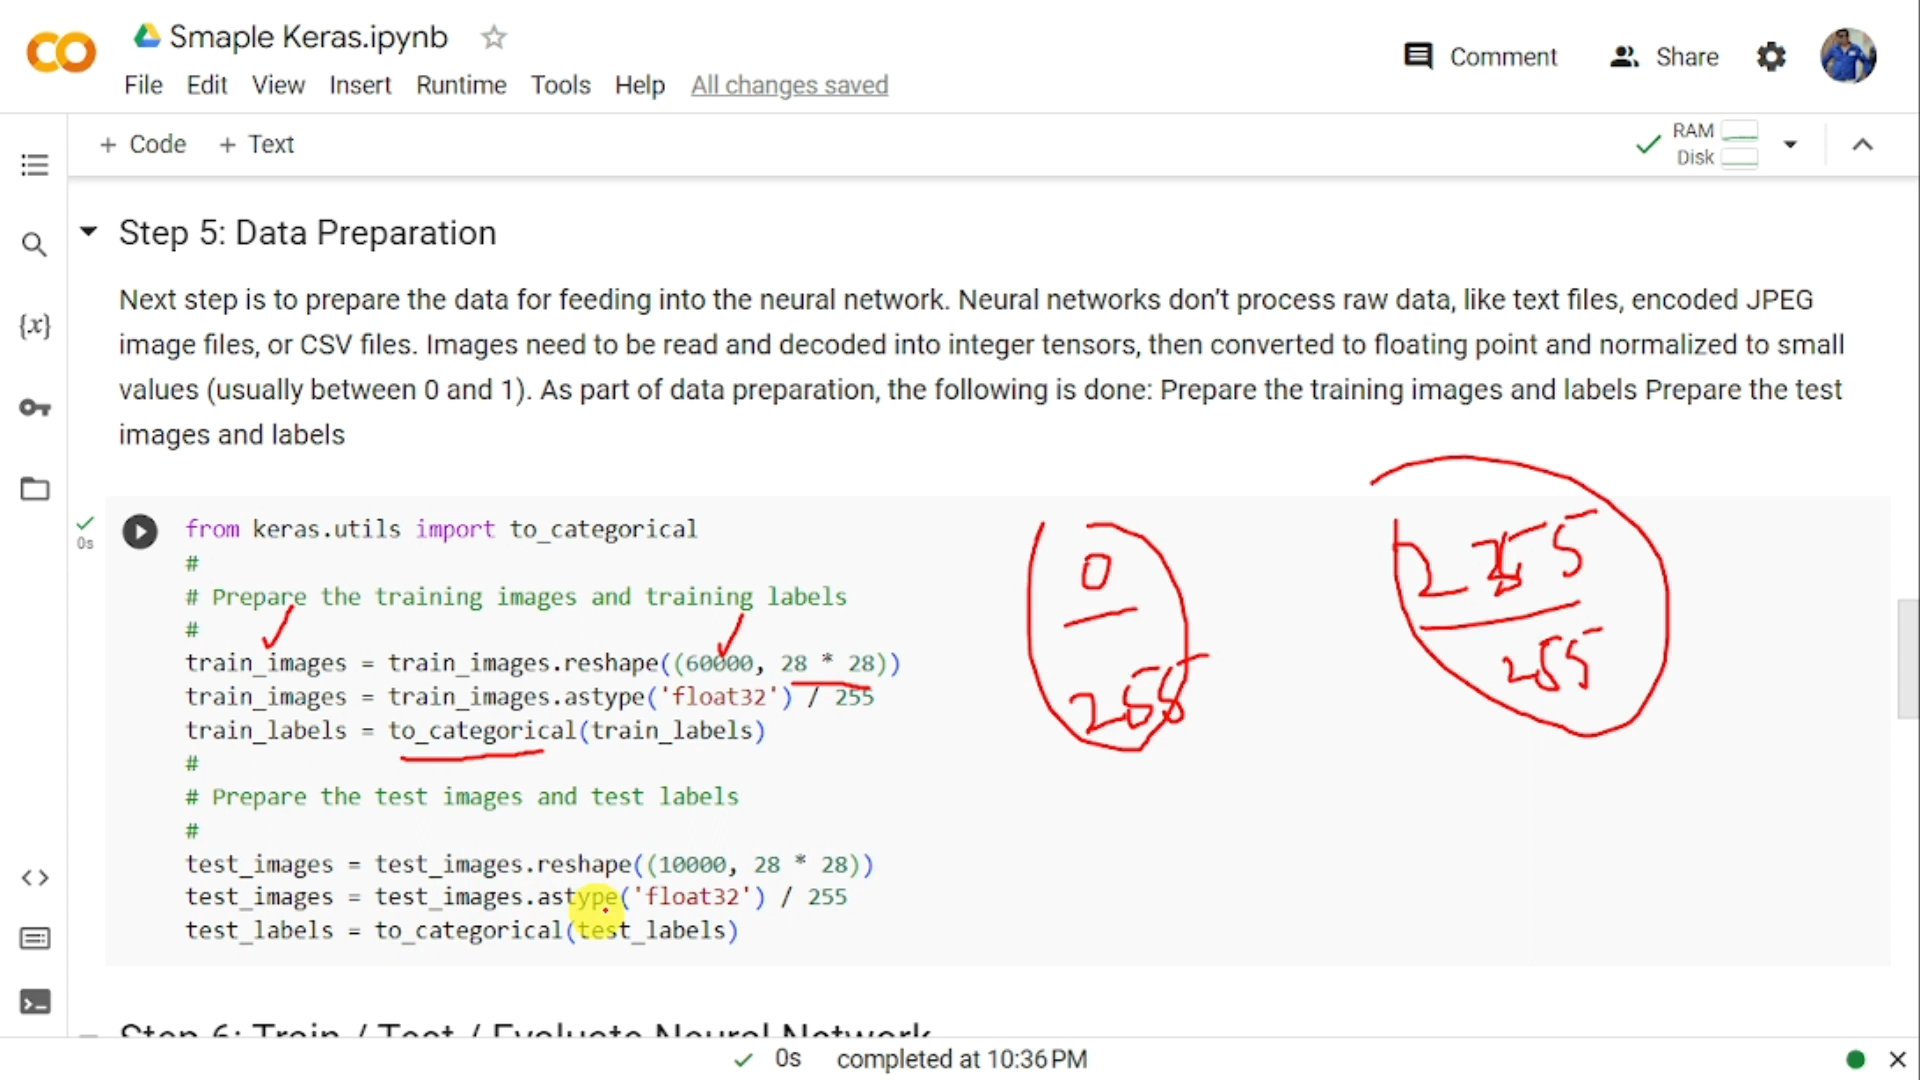 Smaple Keras.ipynb
File Edit View Insert Runtime Tools Help All changes saved
Comment Share
+ Code + Text
RAM
Disk
Step 5: Data Preparation
Next step is to prepare the data for feeding into the neural network. Neural networks don’t process raw data, like text files, encoded JPEG
image files, or CSV files. Images need to be read and decoded into integer tensors, then converted to floating point and normalized to small
values (usually between 0 and 1). As part of data preparation, the following is done: Prepare the training images and labels Prepare the test
images and labels
0s
from keras.utils import to_categorical
#
# Prepare the training images and training labels
#
train_images = train_images.reshape((60000, 28 * 28))
train_images = train_images.astype('float32') / 255
train_labels = to_categorical(train_labels)
#
# Prepare the test images and test labels
#
test_images = test_images.reshape((10000, 28 * 28))
test_images = test_images.astype('float32') / 255
test_labels = to_categorical(test_labels)
0
255
255
255
Step 6: Train / Test / Evaluate Neural Network
0s completed at 10:36 PM